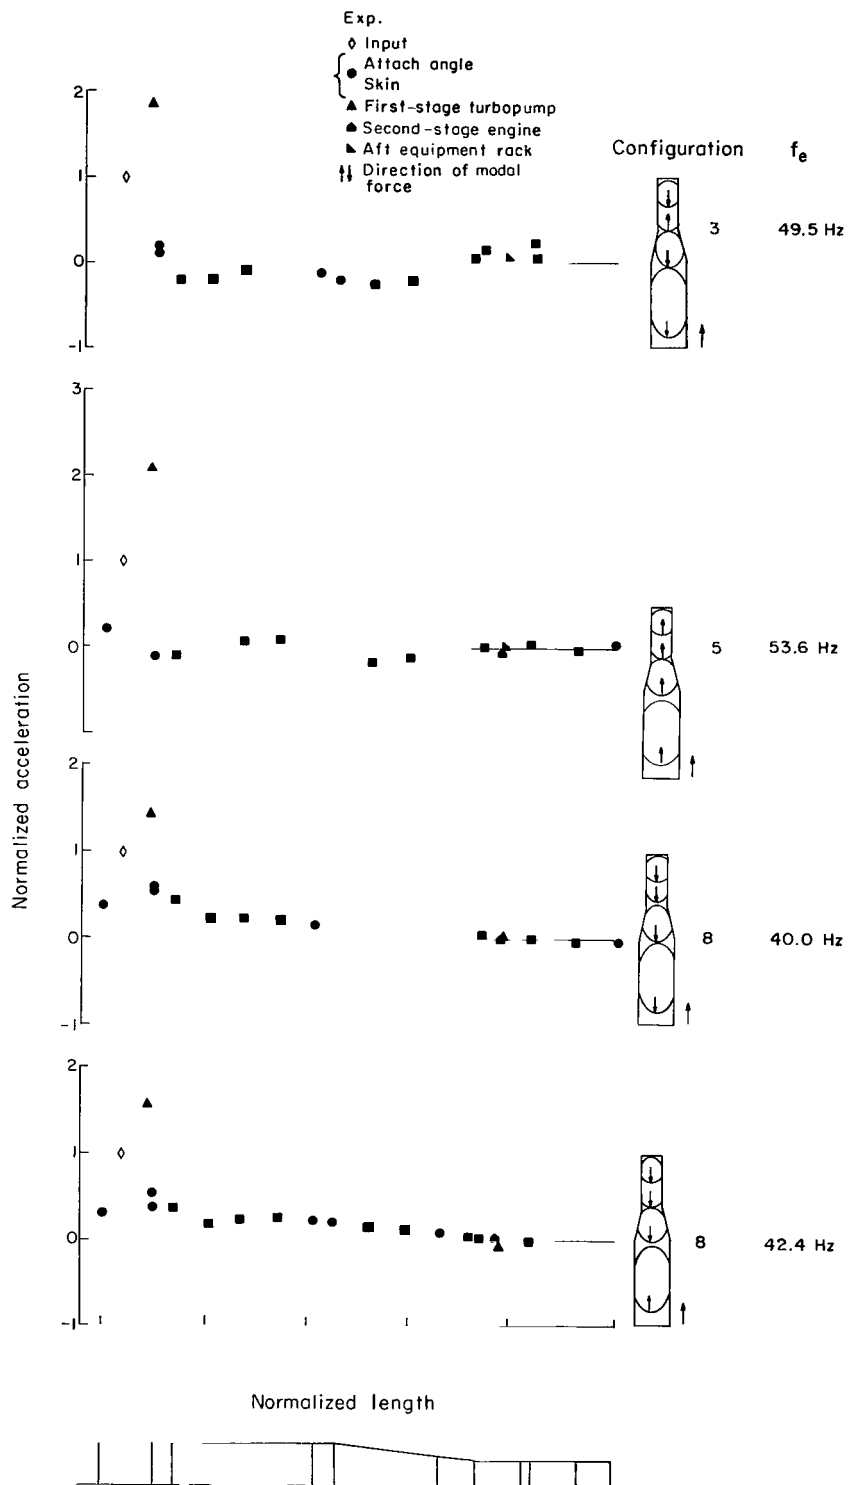 Exp.
Input
Attach angle
Skin
First-stage turbopump
Second-stage engine
Aft equipment rack
Direction of modal
force
Configuration fe
2
1
0
-1
3 49.5 Hz
3
2
1
0
5 53.6 Hz
Normalized acceleration
2
1
0
-1
8 40.0 Hz
2
1
0
-1
8 42.4 Hz
Normalized length